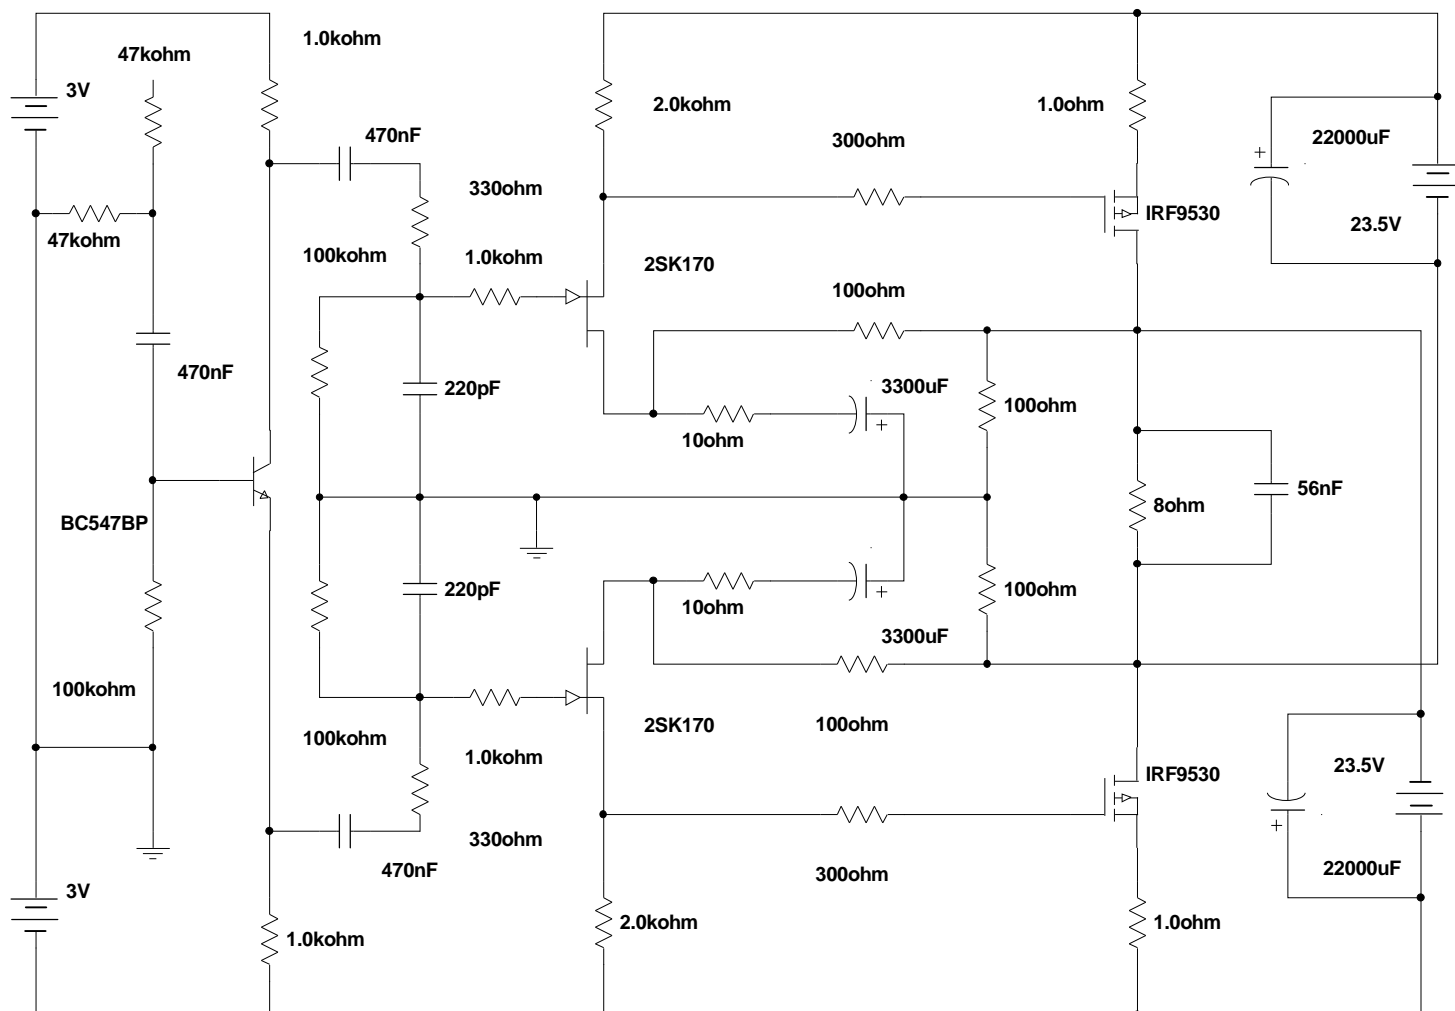 1.0kohm
47kohm
3V
2.0kohm
1.0ohm
470nF
300ohm
22000uF
330ohm
IRF9530
23.5V
47kohm
100kohm
1.0kohm
2SK170
100ohm
470nF
220pF
3300uF
100ohm
10ohm
8ohm
56nF
BC547BP
220pF
10ohm
100ohm
3300uF
100kohm
2SK170
100ohm
100kohm
1.0kohm
IRF9530
23.5V
330ohm
470nF
300ohm
22000uF
3V
1.0kohm
2.0kohm
1.0ohm